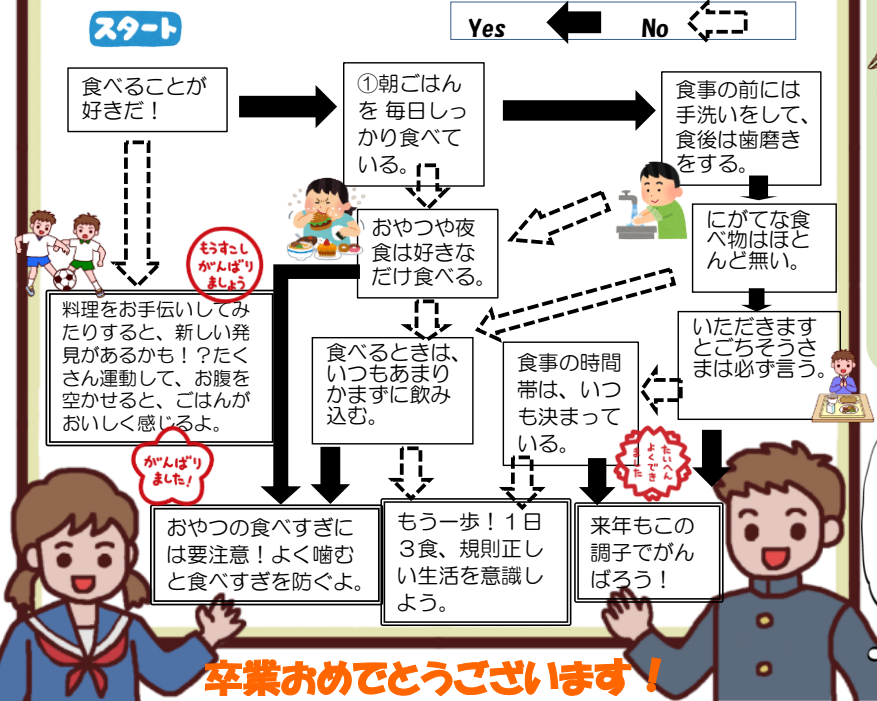 スタート
Yes No
食べることが
好きだ！
①朝ごはん
を 毎日しっ
かり食べて
いる。
食事の前には
手洗いをして、
食後は歯磨き
をする。
おやつや夜
食は好きな
だけ食べる。
にがてな食
べ物はほと
んど無い。
もうすこし
がんばり
ましょう
料理をお手伝いしてみ
たりすると、新しい発
見があるかも！？たく
さん運動して、お腹を
空かせると、ごはんが
おいしく感じるよ。
食べるときは、
いつもあまり
かまずに飲み
込む。
食事の時間
帯は、いつ
も決まって
いる。
いただきます
とごちそうさ
まは必ず言う。
がんばり
ました！
たいへん
よくでき
ました
おやつの食べすぎに
は要注意！よく噛む
と食べすぎを防ぐよ。
もう一歩！１日
３食、規則正し
い生活を意識し
よう。
来年もこの
調子でがん
ばろう！
卒業おめでとうございます！